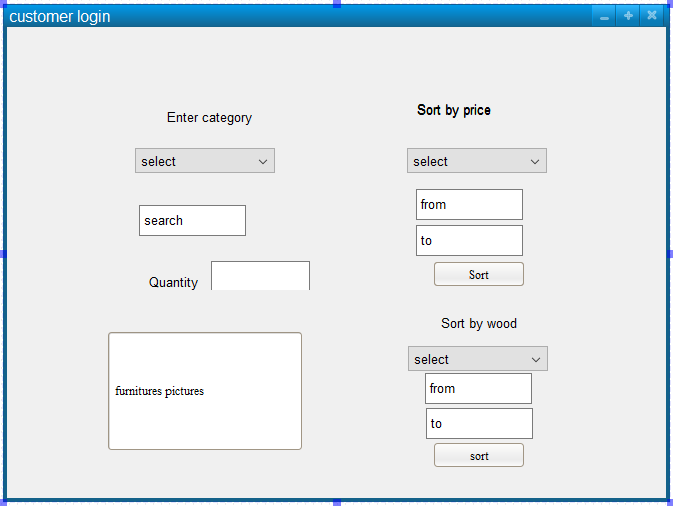 customer login
Enter category
select
search
Quantity
furnitures pictures
Sort by price
select
from
to
Sort
Sort by wood
select
from
to
sort